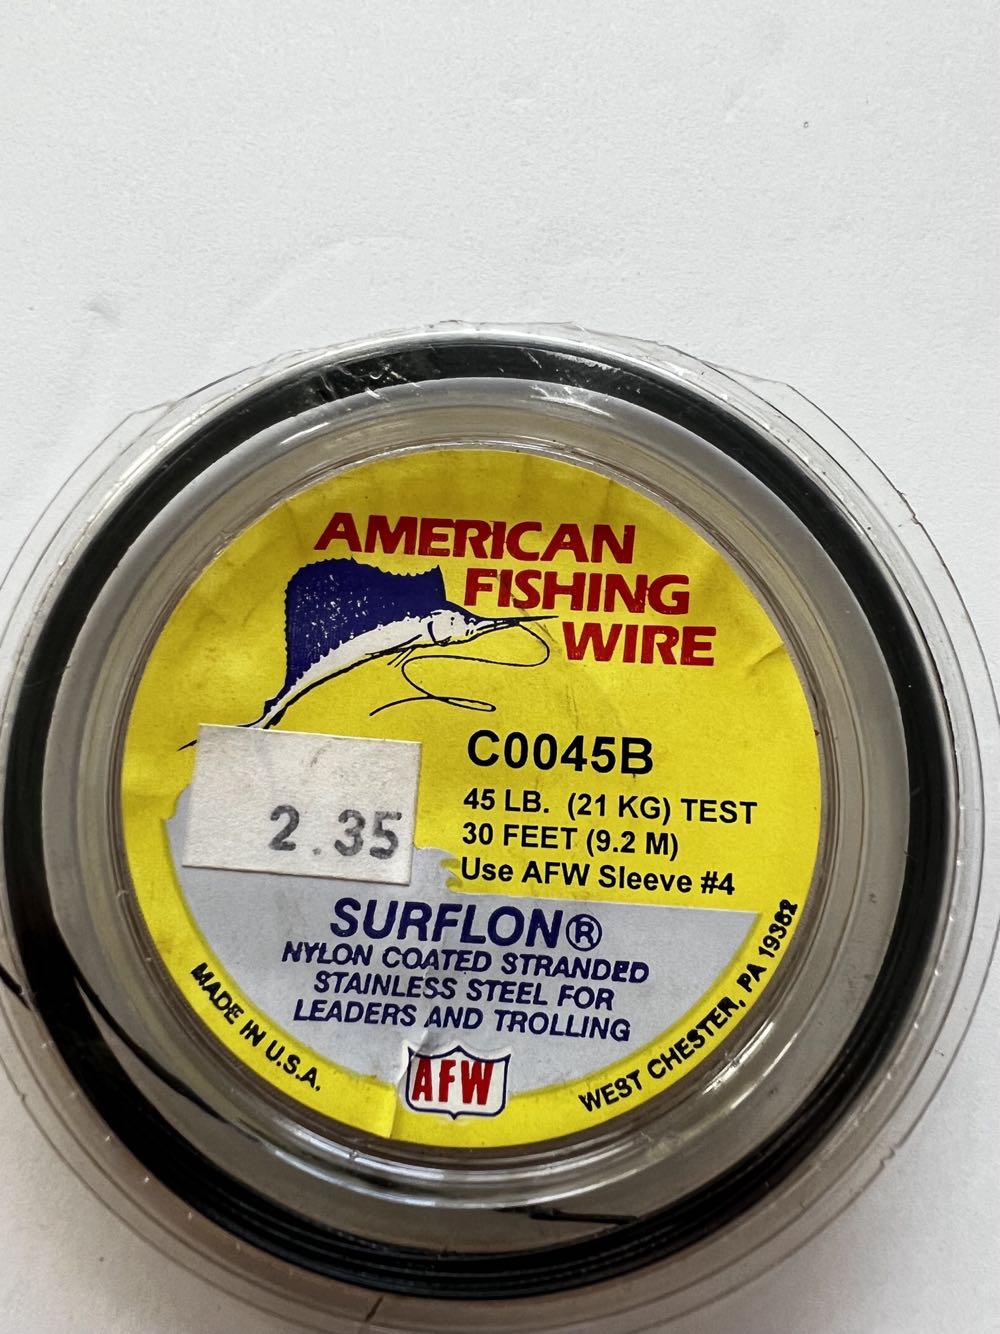 AMERICAN
FISHING
WIRE
C0045B
45 LB. (21 KG) TEST
30 FEET (9.2 M)
Use AFW Sleeve #4
2.35
SURFLON®
NYLON COATED STRANDED
STAINLESS STEEL FOR
LEADERS AND TROLLING
MADE IN U.S.A.
AFW
WEST CHESTER, PA 19382